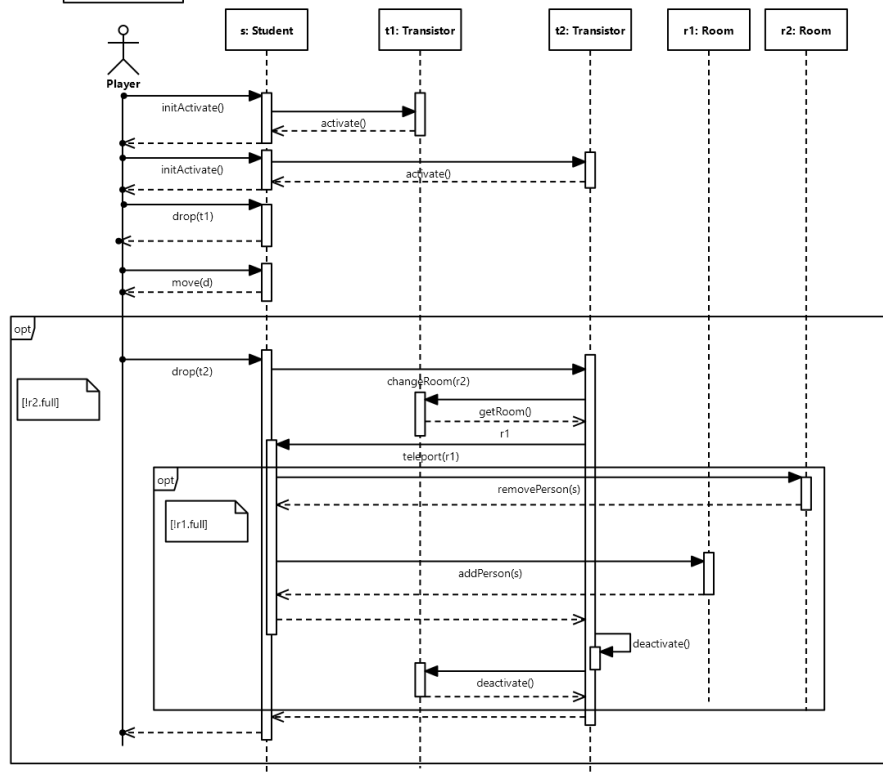 s: Student
t1: Transistor
t2: Transistor
r1: Room
r2: Room
Player
initActivate()
activate()
initActivate()
activate()
drop(t1)
move(d)
opt
drop(t2)
changeRoom(r2)
[!r2.full]
getRoom()
r1
teleport(r1)
opt
removePerson(s)
[!r1.full]
addPerson(s)
deactivate()
deactivate()